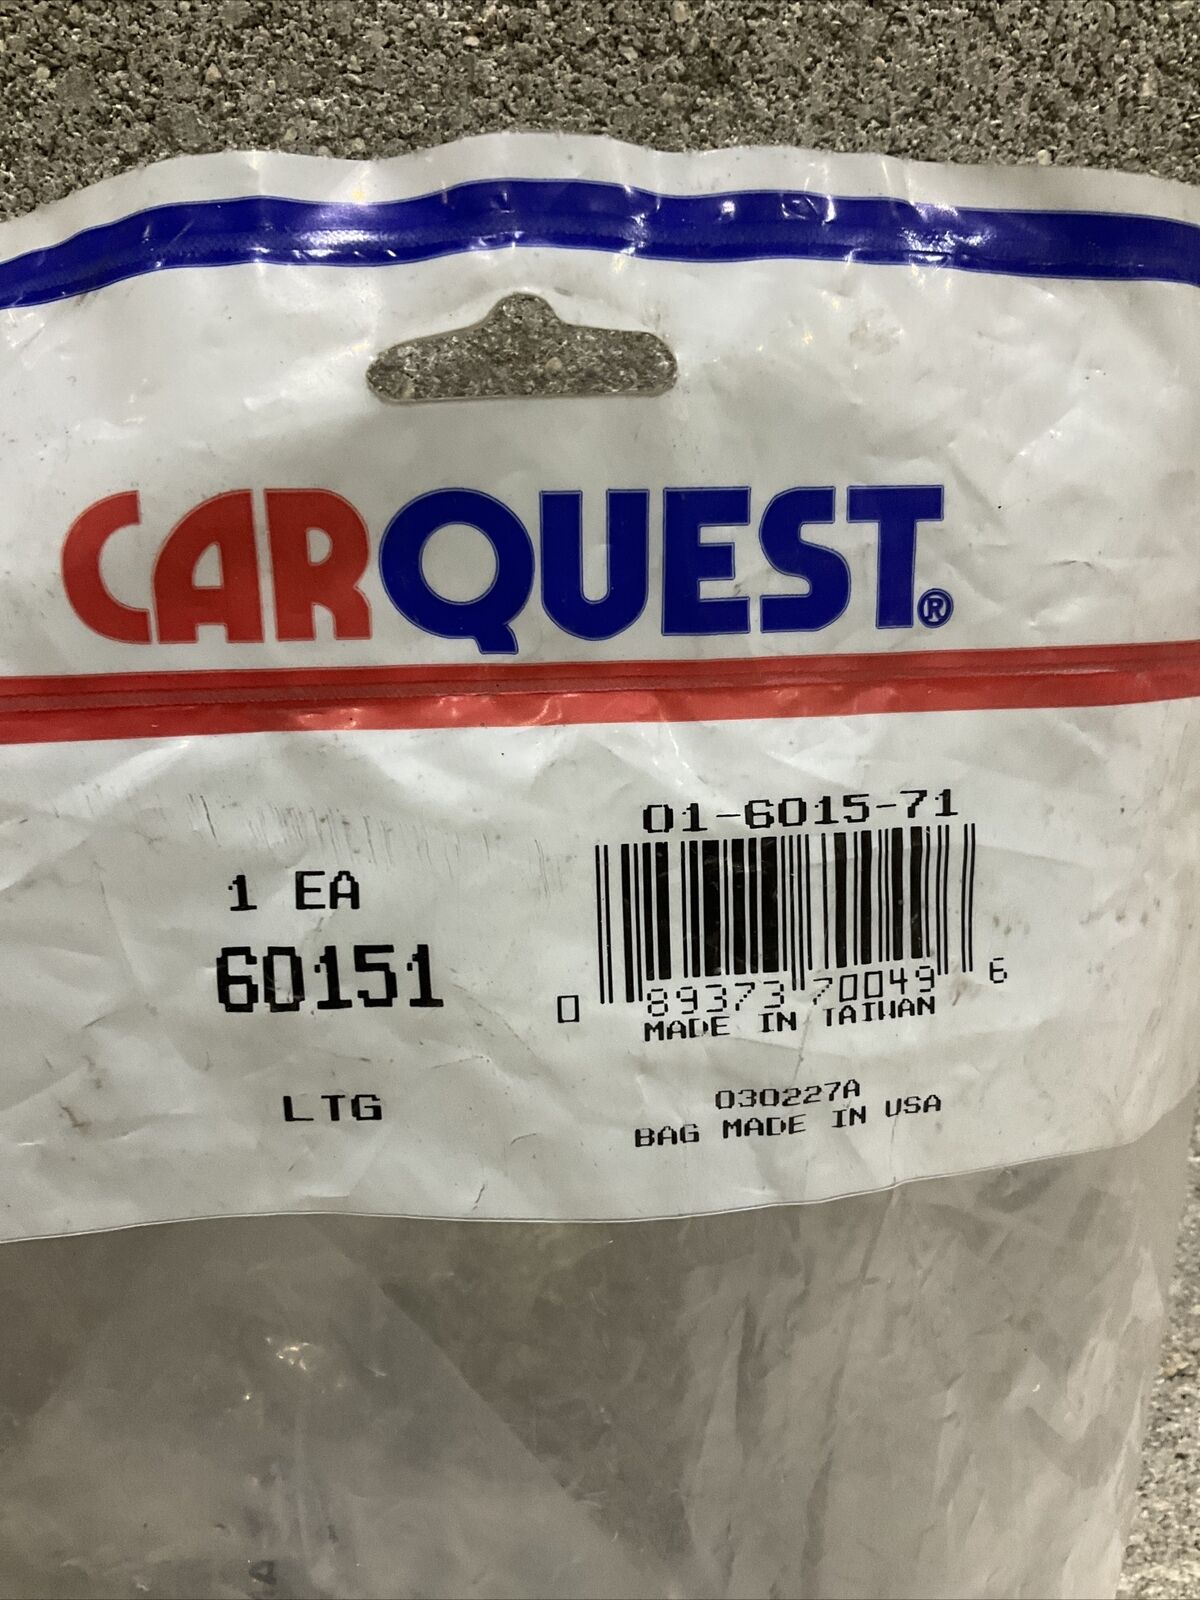 CARQUEST®
01-6015-71
1 EA
60151
0 89373 70049 6
MADE IN TAIWAN
LTG
030227A
BAG MADE IN USA